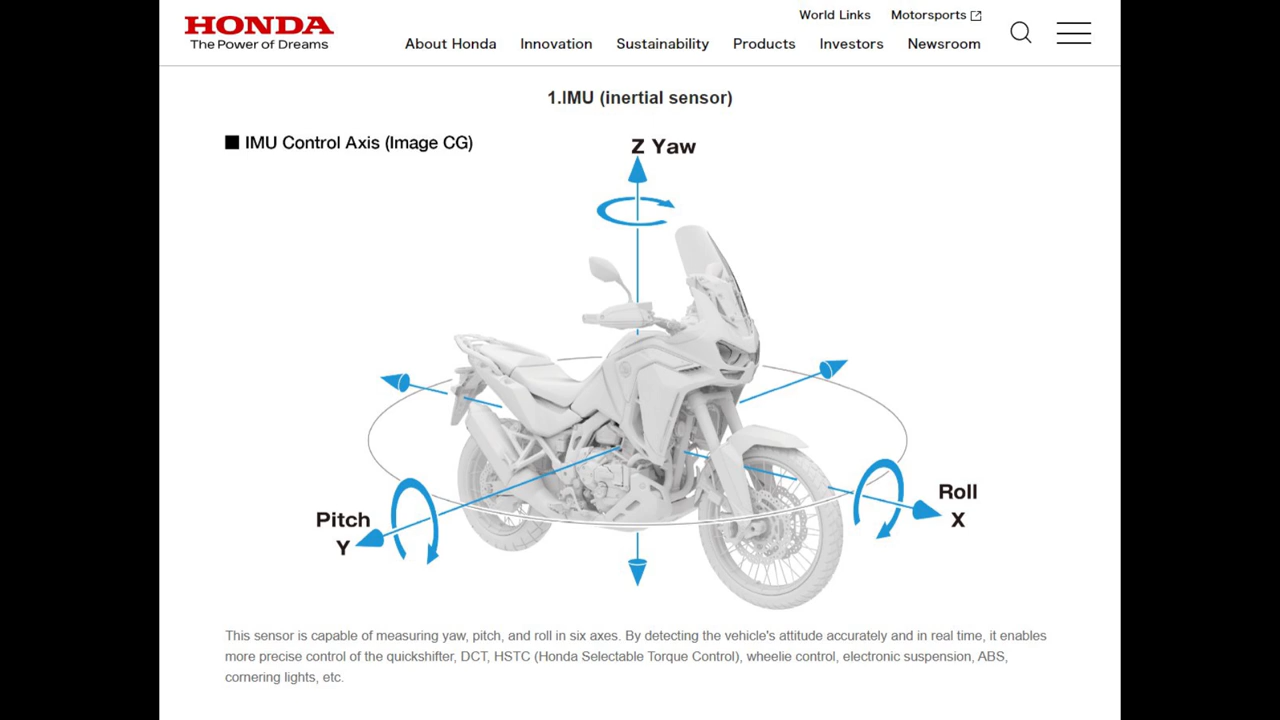 HONDA
The Power of Dreams
World Links Motorsports
About Honda Innovation Sustainability Products Investors Newsroom
1.IMU (inertial sensor)
■ IMU Control Axis (Image CG)
Z Yaw
Roll
X
Pitch
Y
This sensor is capable of measuring yaw, pitch, and roll in six axes. By detecting the vehicle's attitude accurately and in real time, it enables
more precise control of the quickshifter, DCT, HSTC (Honda Selectable Torque Control), wheelie control, electronic suspension, ABS,
cornering lights, etc.